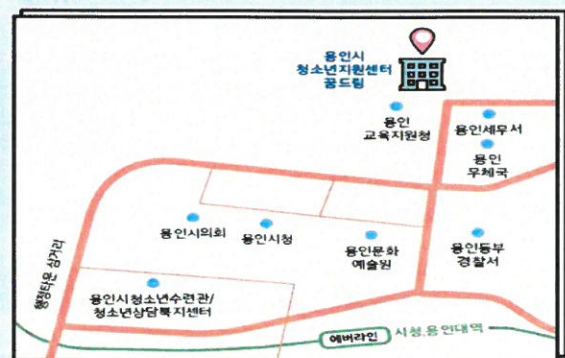 용인시
청소년지원센터
꿈드림
용인
교육지원청
용인세무서
용인
우체국
용인시의회
용인시청
용인문화
예술원
용인동부
경찰서
행정타운 삼거리
용인시청소년수련관/
청소년상담복지센터
에버라인 시청.용인대역